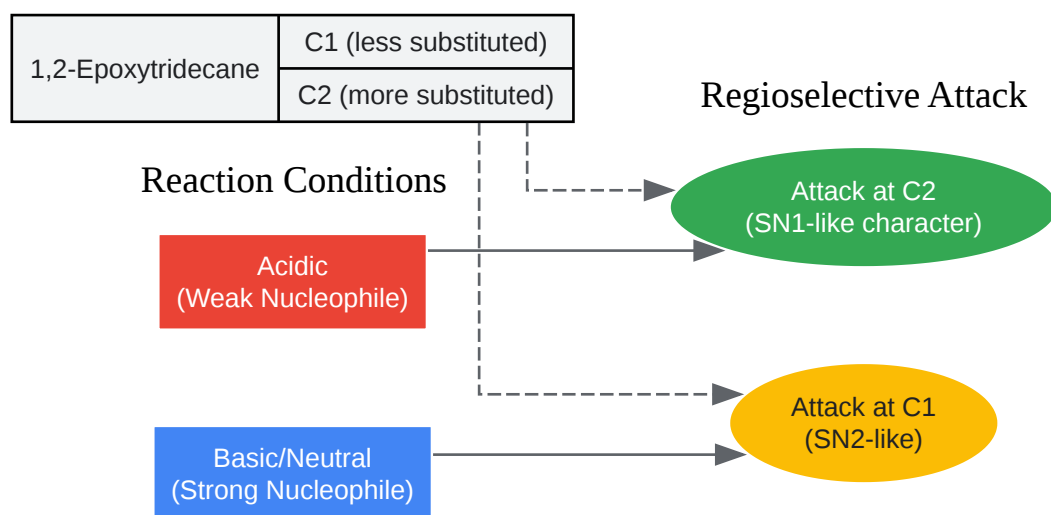 1,2-Epoxytridecane
C1 (less substituted)
C2 (more substituted)
Regioselective Attack
Reaction Conditions
Attack at C2
(SN1-like character)
Acidic
(Weak Nucleophile)
Attack at C1
(SN2-like)
Basic/Neutral
(Strong Nucleophile)